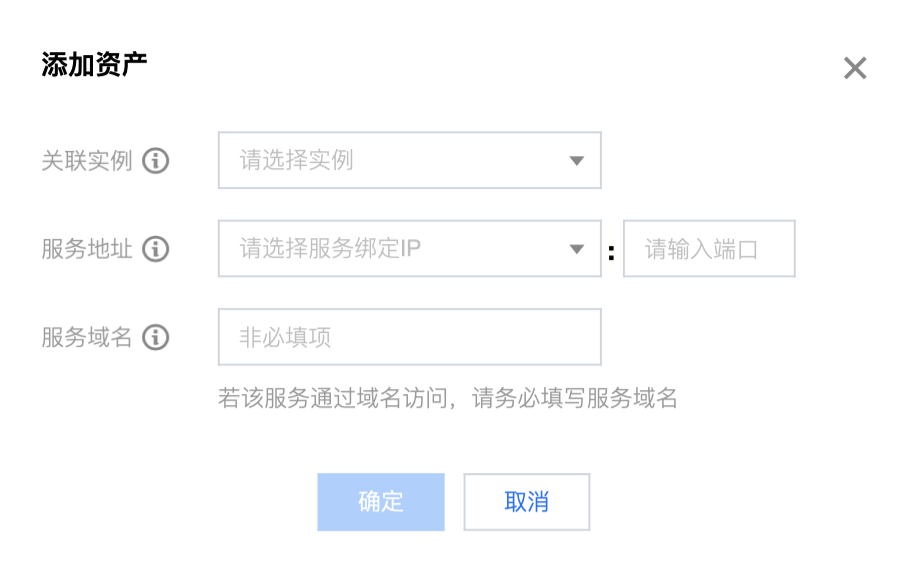 添加资产
关联实例 请选择实例
服务地址 请选择服务绑定IP : 请输入端口
服务域名 非必填项
若该服务通过域名访问，请务必填写服务域名
确定 取消